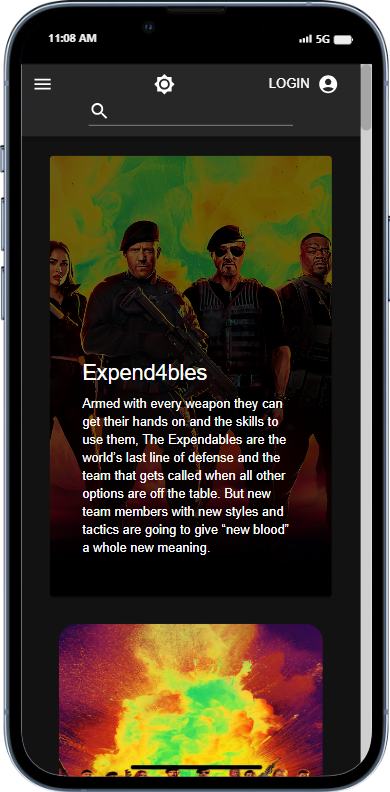 11:08 AM
5G
LOGIN
Expend4bles
Armed with every weapon they can
get their hands on and the skills to
use them, The Expendables are the
world's last line of defense and the
team that gets called when all other
options are off the table. But new
team members with new styles and
tactics are going to give “new blood”
a whole new meaning.